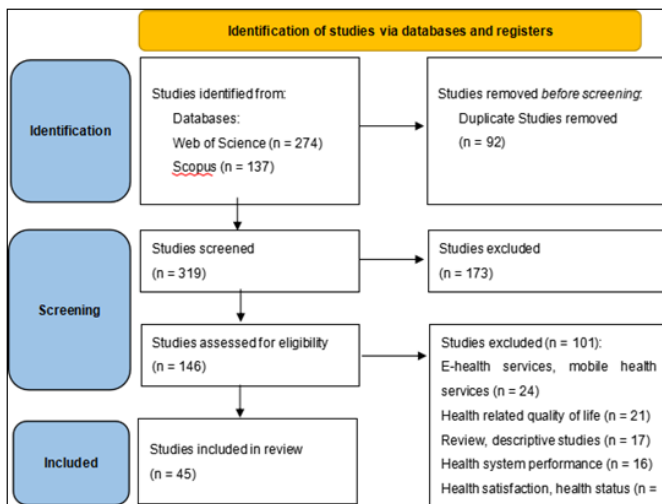 Identification of studies via databases and registers
Identification
Studies identified from:
Databases:
Web of Science (n = 274)
Scopus (n = 137)
Studies removed before screening:
Duplicate Studies removed
(n = 92)
Screening
Studies screened
(n = 319)
Studies excluded
(n = 173)
Studies assessed for eligibility
(n = 146)
Studies excluded (n = 101):
E-health services, mobile health
services (n = 24)
Health related quality of life (n = 21)
Review, descriptive studies (n = 17)
Health system performance (n = 16)
Health satisfaction, health status (n =
Included
Studies included in review
(n = 45)